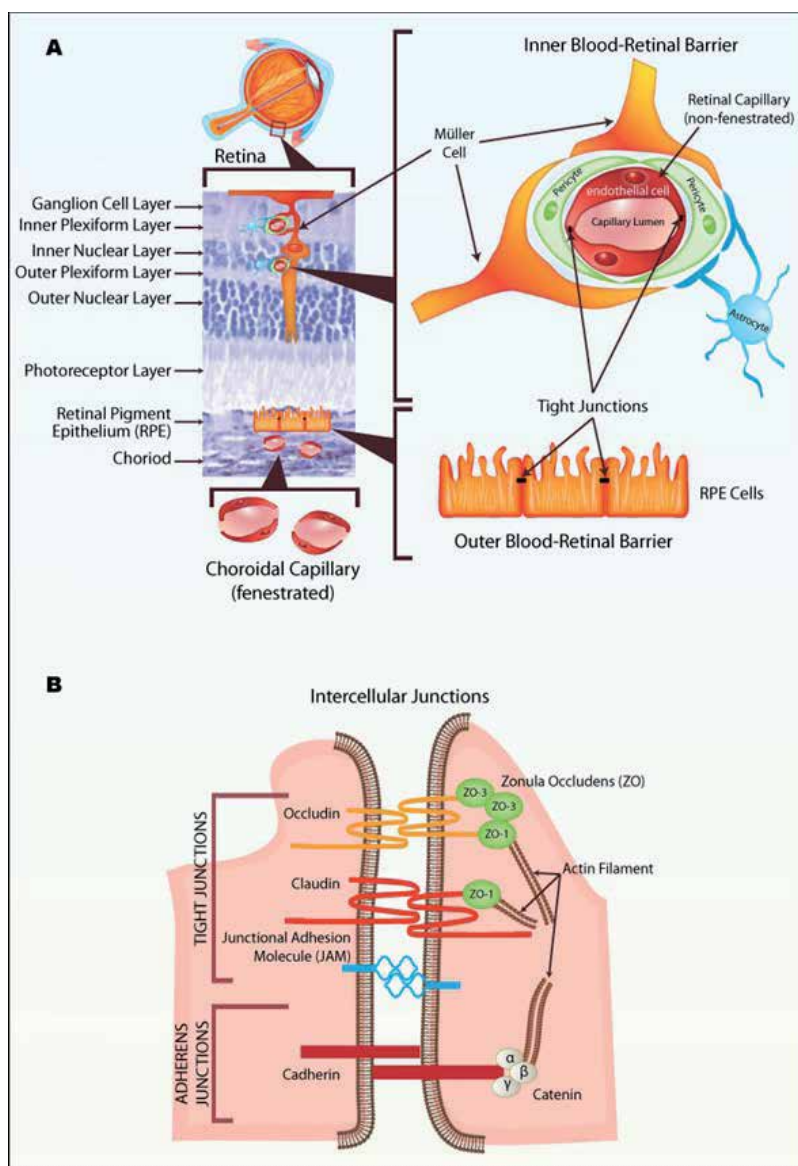 A
Inner Blood-Retinal Barrier
Retinal Capillary
(non-fenestrated)
Müller
Cell
Retina
Pericyte
endothelial cell
Pericyte
Capillary Lumen
Astrocyte
Ganglion Cell Layer
Inner Plexiform Layer
Inner Nuclear Layer
Outer Plexiform Layer
Outer Nuclear Layer
Photoreceptor Layer
Retinal Pigment
Epithelium (RPE)
Choriod
Tight Junctions
RPE Cells
Outer Blood-Retinal Barrier
Choroidal Capillary
(fenestrated)
B
Intercellular Junctions
TIGHT JUNCTIONS
Occludin
ZO-3
ZO-3
ZO-1
Zonula Occludens (ZO)
Actin Filament
Claudin
ZO-1
Junctional Adhesion
Molecule (JAM)
ADHERENS
JUNCTIONS
Cadherin
α
β
γ
Catenin